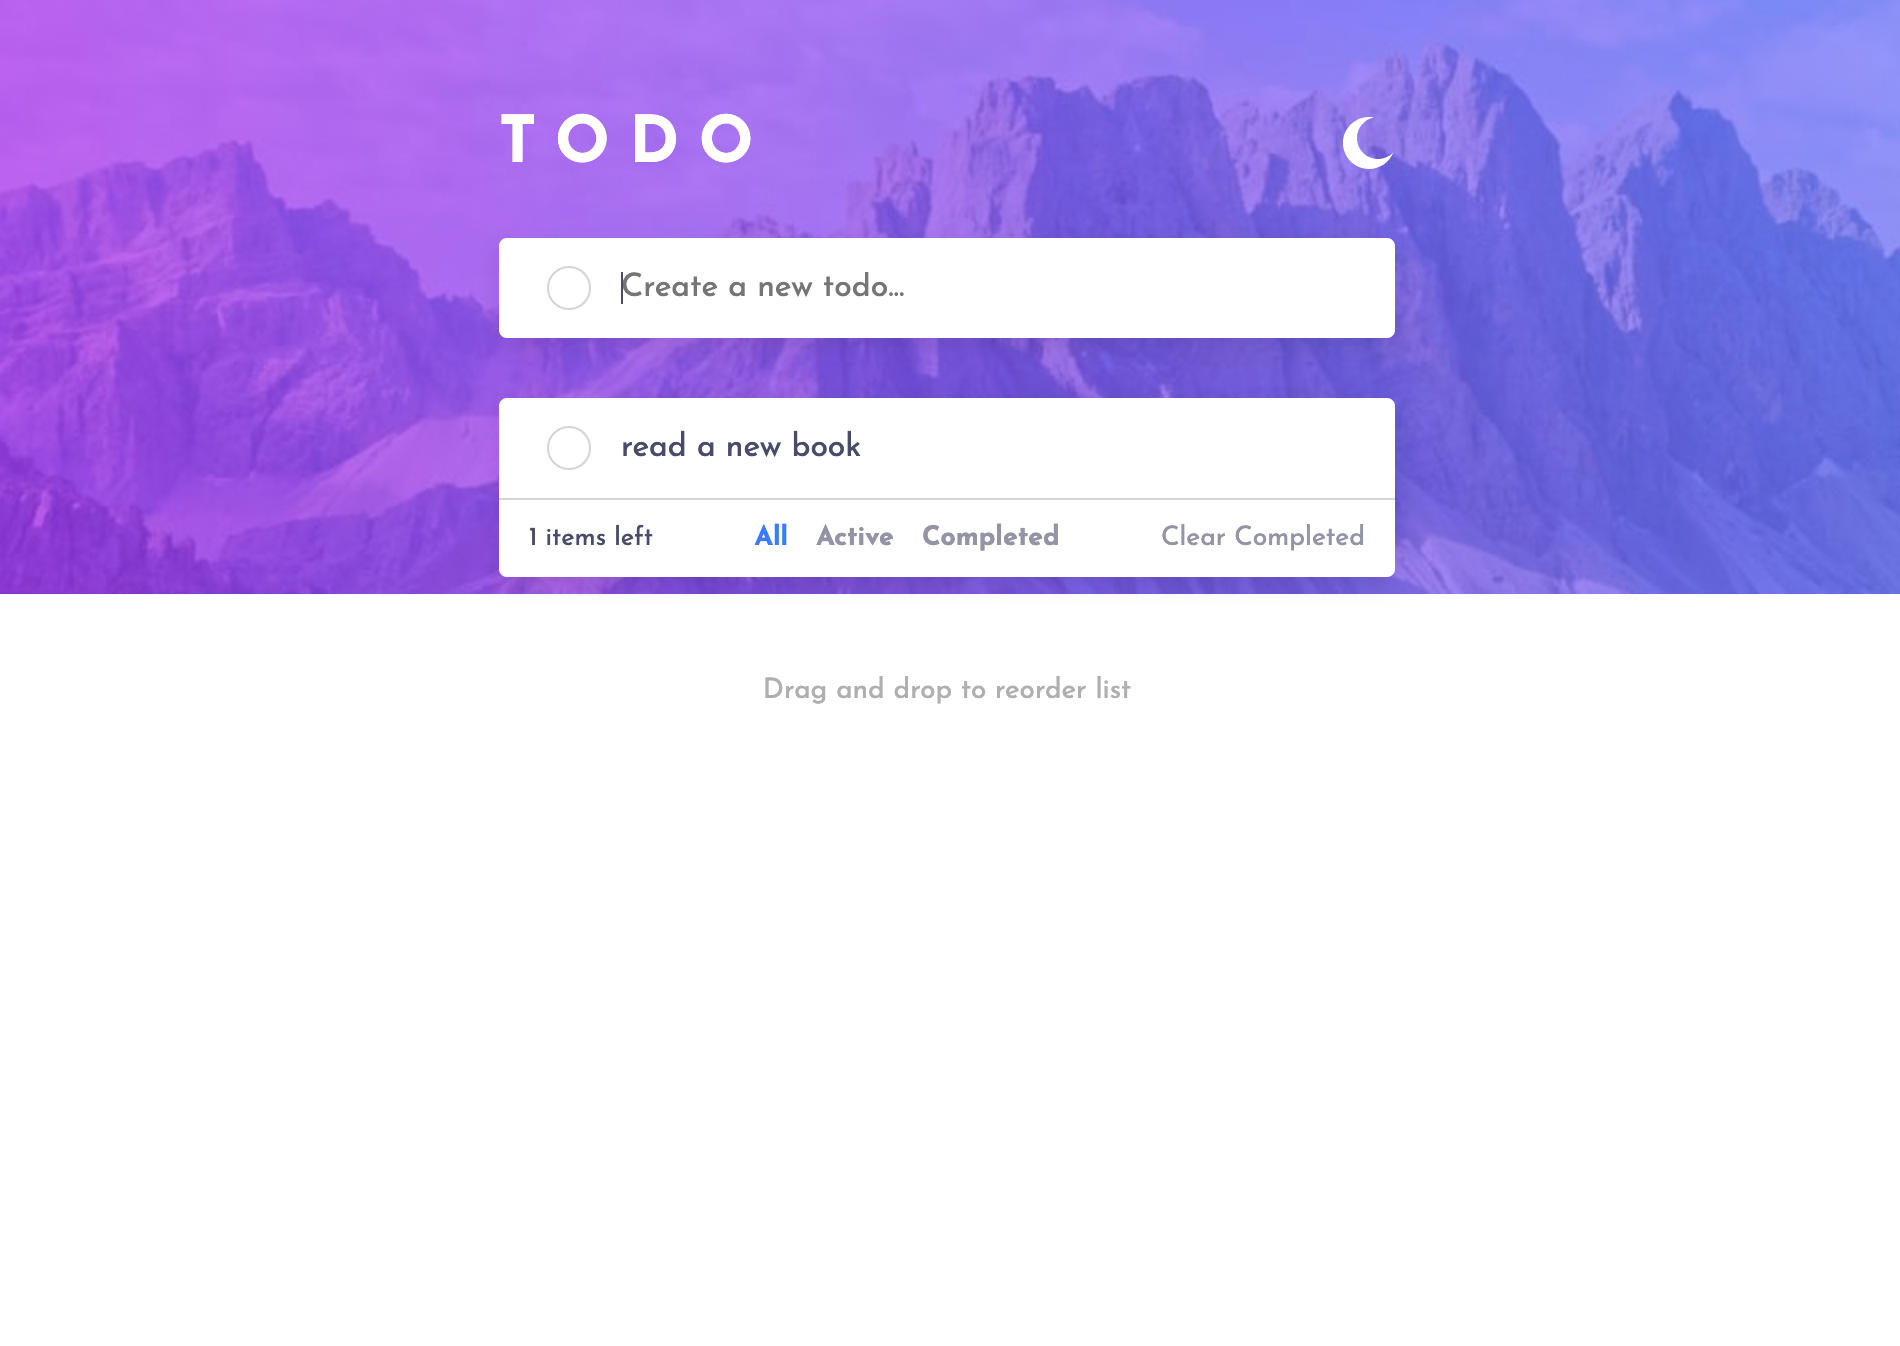 TODO
Create a new todo...
read a new book
1 items left All Active Completed Clear Completed
Drag and drop to reorder list